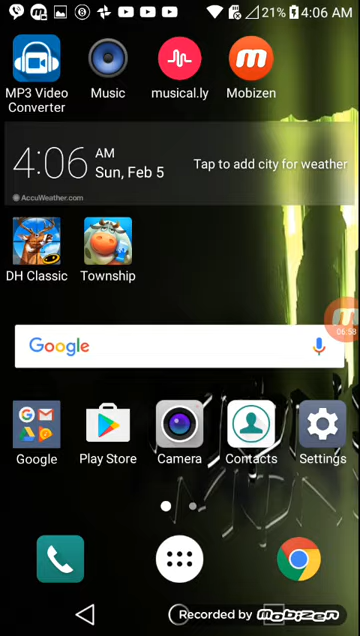 21% 4:06 AM
MP3 Video Converter
Music
musical.ly
Mobizen
4:06 AM
Sun, Feb 5
Tap to add city for weather
AccuWeather.com
DH Classic
Township
06:58
Google
Google
Play Store
Camera
Contacts
Settings
Recorded by mobizen